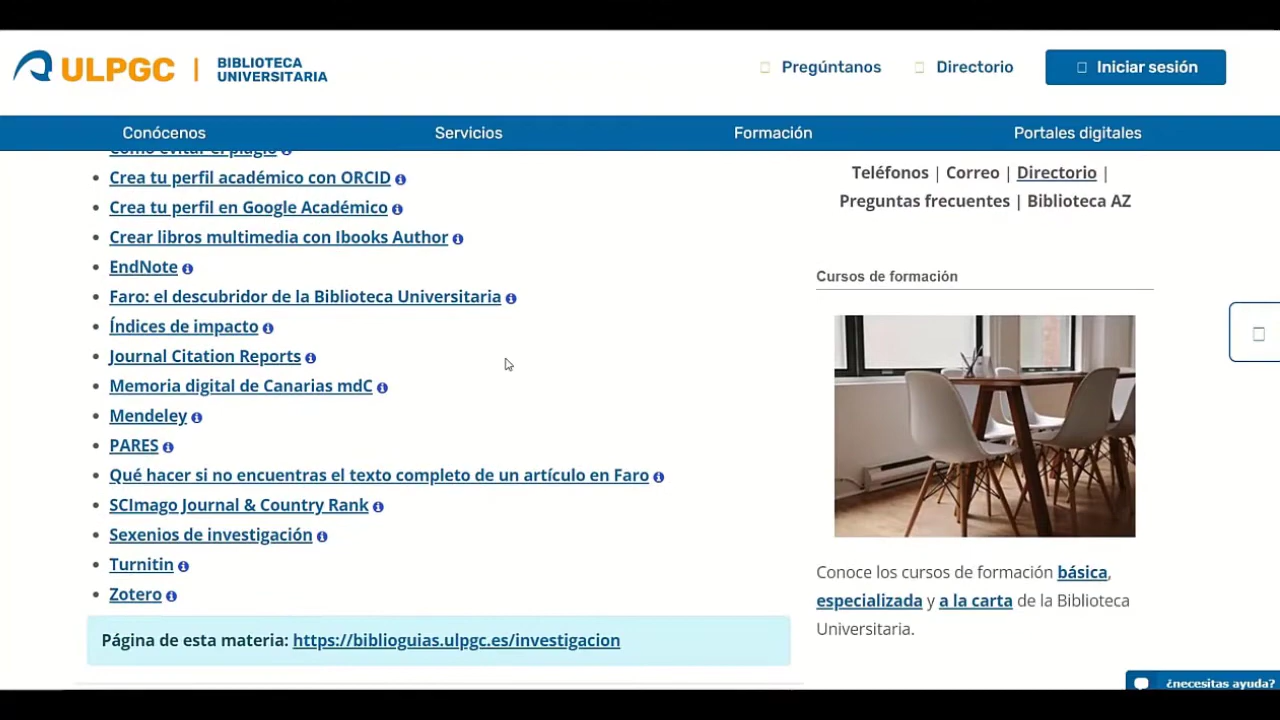 ULPGC | BIBLIOTECA
UNIVERSITARIA
Pregúntanos
Directorio
Iniciar sesión
Conócenos
Servicios
Formación
Portales digitales
Cómo evitar el plagio
Crea tu perfil académico con ORCID
Crea tu perfil en Google Académico
Crear libros multimedia con Ibooks Author
EndNote
Faro: el descubridor de la Biblioteca Universitaria
Índices de impacto
Journal Citation Reports
Memoria digital de Canarias mdC
Mendeley
PARES
Qué hacer si no encuentras el texto completo de un artículo en Faro
SCImago Journal & Country Rank
Sexenios de investigación
Turnitin
Zotero
Página de esta materia: https://biblioguias.ulpgc.es/investigacion
Teléfonos | Correo | Directorio |
Preguntas frecuentes | Biblioteca AZ
Cursos de formación
Conoce los cursos de formación básica,
especializada y a la carta de la Biblioteca
Universitaria.
¿necesitas ayuda?